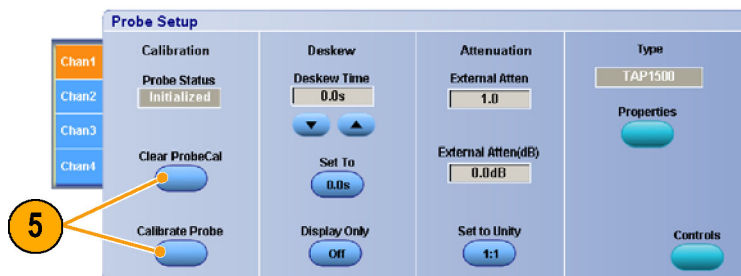 Probe Setup
Chan1
Chan2
Chan3
Chan4
Calibration
Probe Status
Initialized
Clear ProbeCal
Calibrate Probe
5
Deskew
Deskew Time
0.0s
Set To
0.0s
Display Only
Off
Attenuation
External Atten
1.0
External Atten(dB)
0.0dB
Set to Unity
1:1
Type
TAP1500
Properties
Controls